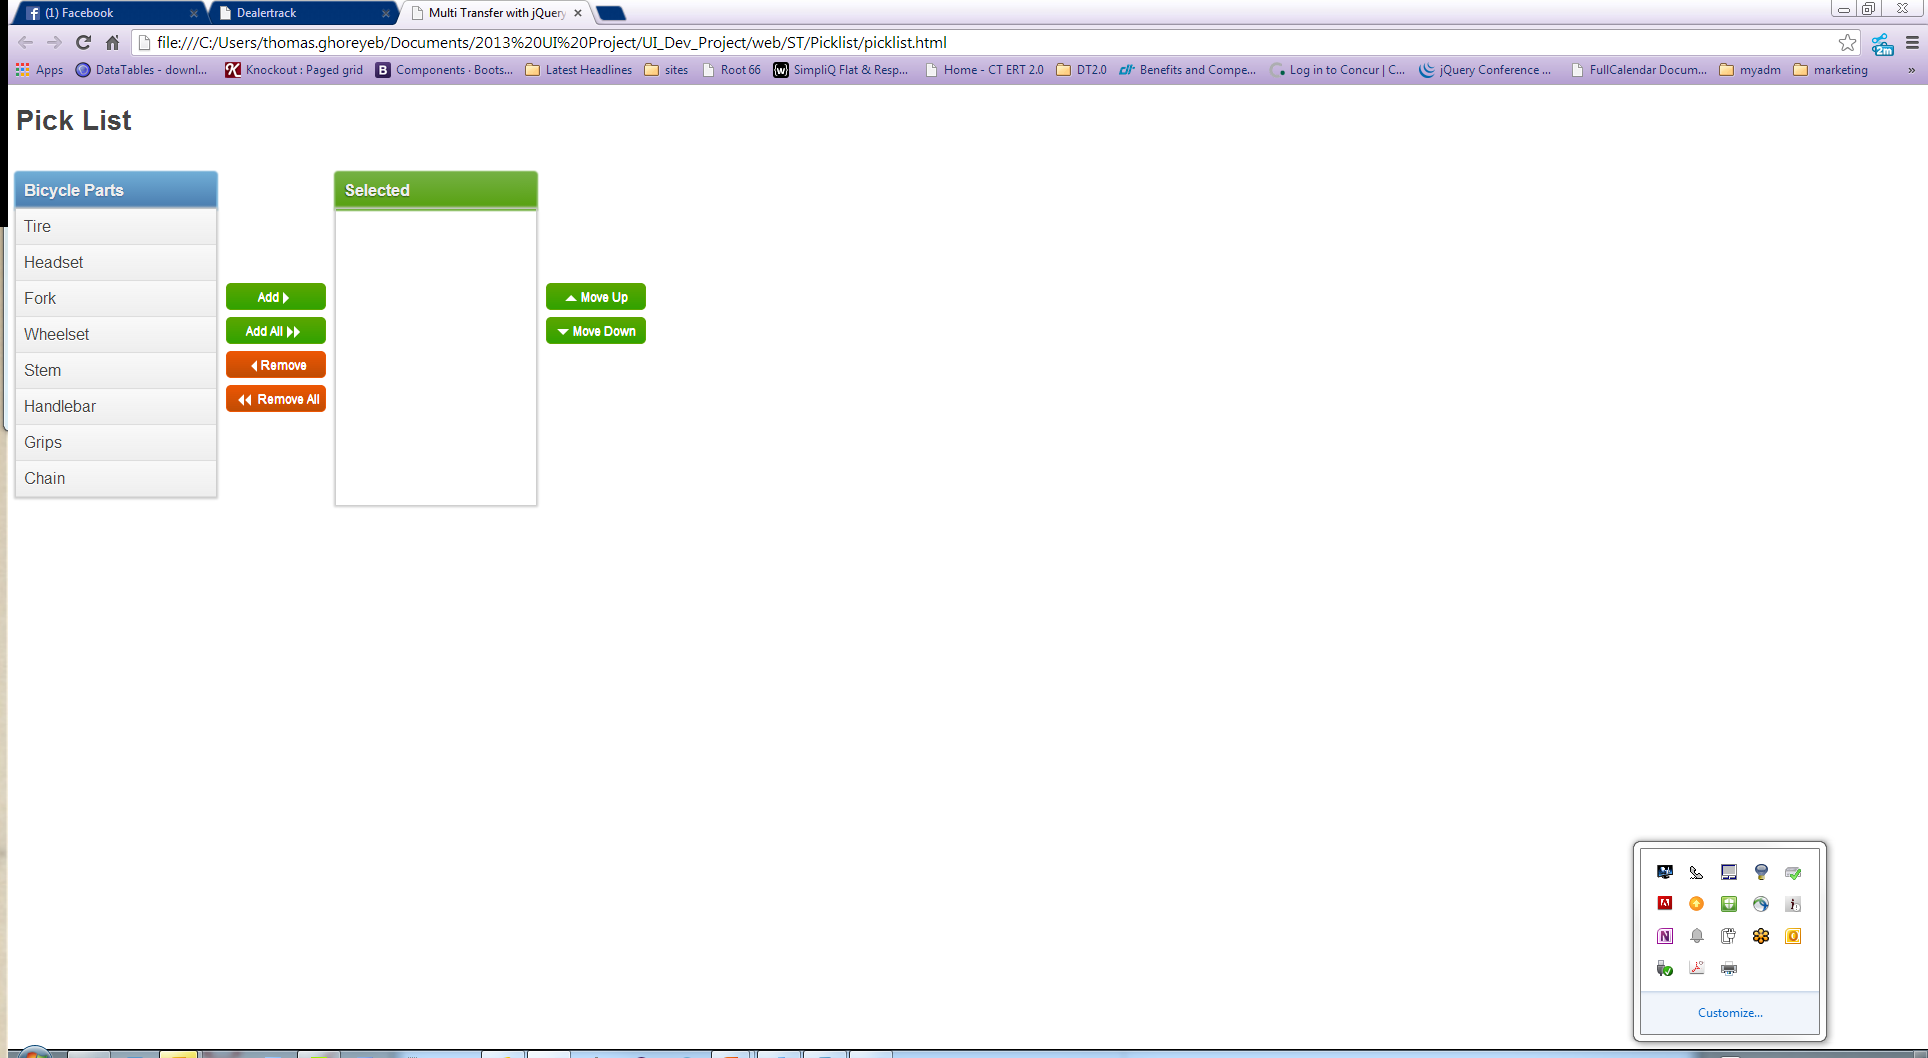 (1) Facebook
Dealertrack
Multi Transfer with jQuery
file:///C:/Users/thomas.ghoreyeb/Documents/2013%20UI%20Project/UI_Dev_Project/web/ST/Picklist/picklist.html
2m
Apps DataTables - downl... Knockout : Paged grid Components · Boots... Latest Headlines sites Root 66 SimpliQ Flat & Resp... Home - CT ERT 2.0 DT2.0 Benefits and Compe... Log in to Concur | C... jQuery Conference ... FullCalendar Docum... myadm marketing »
Pick List
Bicycle Parts
Tire
Headset
Fork
Wheelset
Stem
Handlebar
Grips
Chain
Add
Add All
Remove
Remove All
Selected
Move Up
Move Down
Customize...